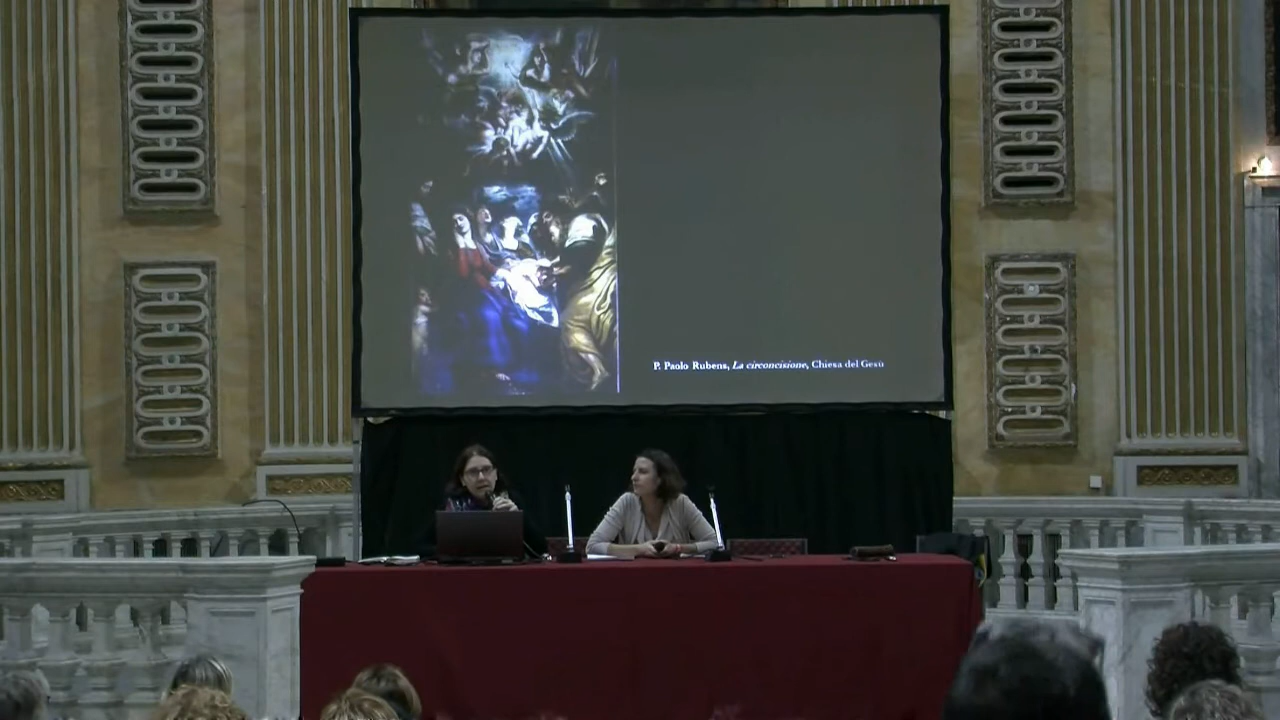 P. Paolo Rubens, La circoncisione, Chiesa del Gesù